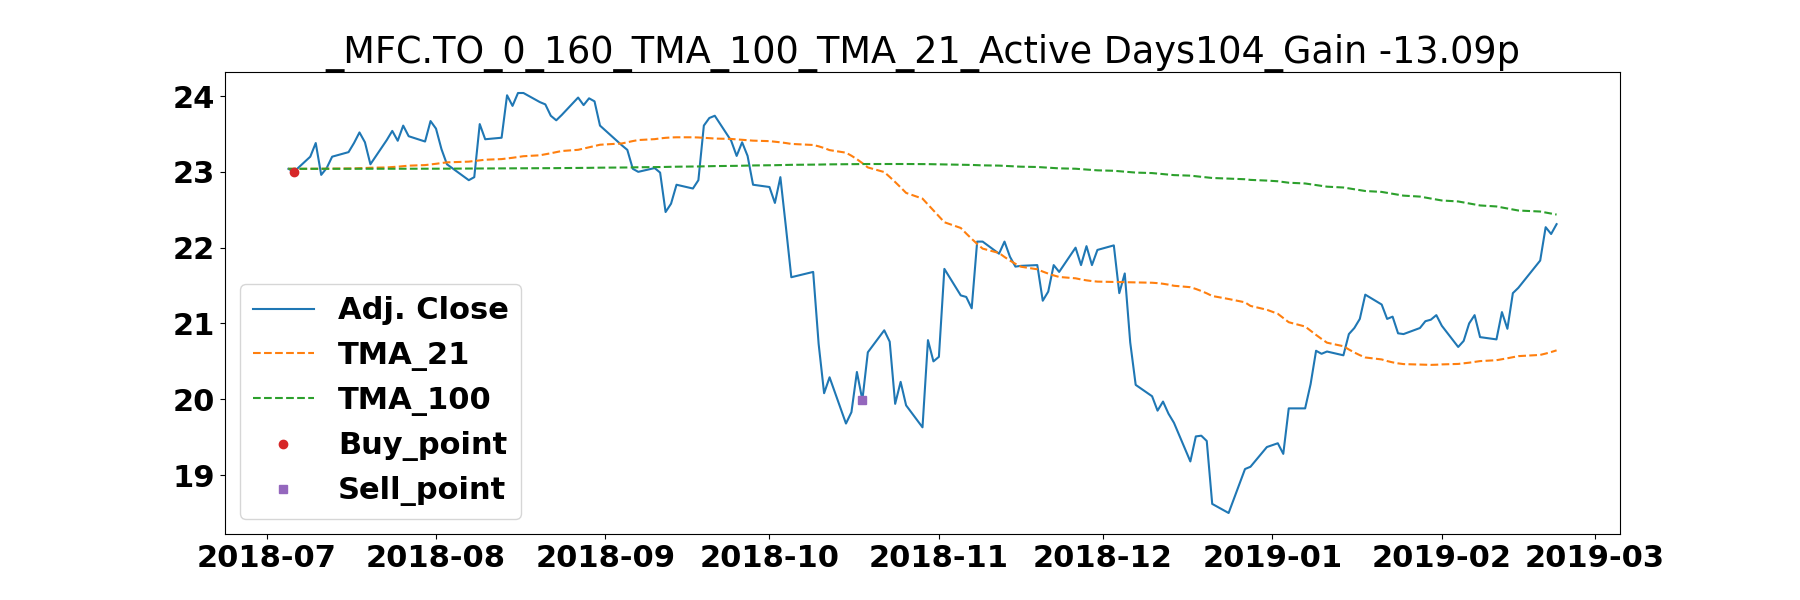 _MFC.TO_0_160_TMA_100_TMA_21_Active Days104_Gain -13.09p
24
23
22
21
20
19
Adj. Close
TMA_21
TMA_100
Buy_point
Sell_point
2018-07 2018-08 2018-09 2018-10 2018-11 2018-12 2019-01 2019-02 2019-03